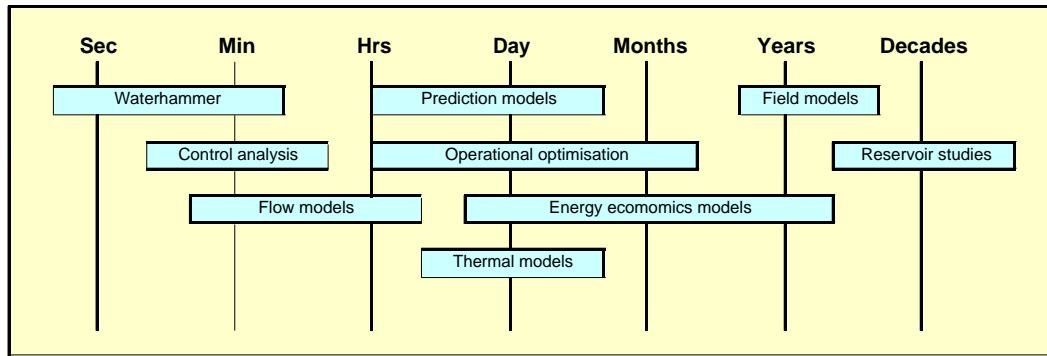 Sec Min Hrs Day Months Years Decades
Waterhammer Prediction models Field models
Control analysis Operational optimisation Reservoir studies
Flow models Energy ecomomics models
Thermal models